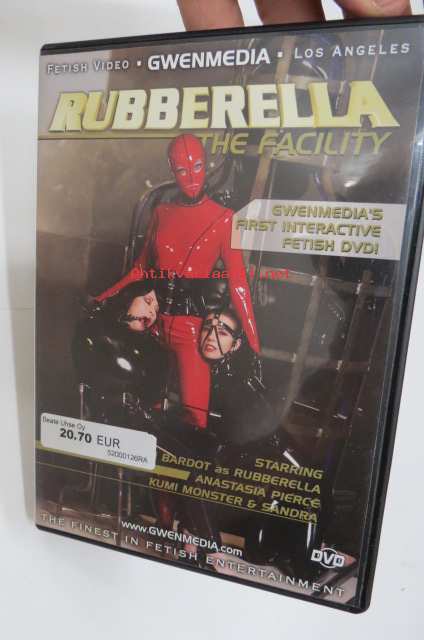 FETISH VIDEO • GWENMEDIA • LOS ANGELES
RUBBERELLA
THE FACILITY
GWENMEDIA'S
FIRST INTERACTIVE
FETISH DVD!
Antikvariaatti.net
Beate Uhse Oy
20.70 EUR
52000126RA
STARRING
BARDOT as RUBBERELLA
ANASTASIA PIERCE
KUMI MONSTER & SANDRA
www.GWENMEDIA.com
DVD
THE FINEST IN FETISH ENTERTAINMENT